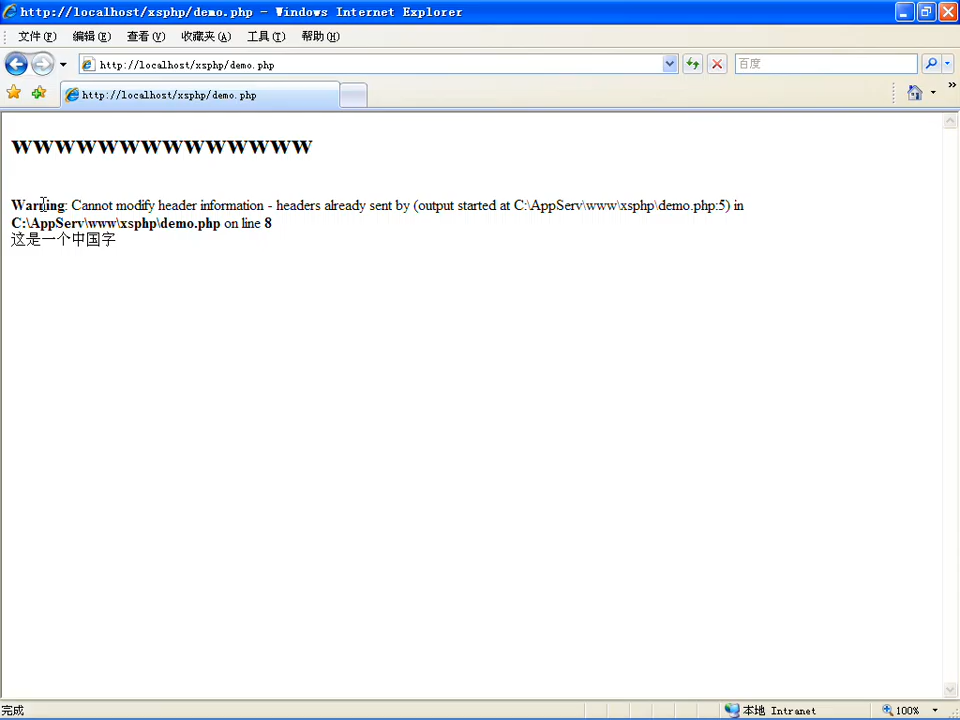 http://localhost/xsphp/demo.php - Windows Internet Explorer
文件(F) 编辑(E) 查看(V) 收藏夹(A) 工具(T) 帮助(H)
http://localhost/xsphp/demo.php 百度
http://localhost/xsphp/demo.php
wwwwwwwwwwwwww
Warning: Cannot modify header information - headers already sent by (output started at C:\AppServ\www\xsphp\demo.php:5) in
C:\AppServ\www\xsphp\demo.php on line 8
这是一个中国字
完成 本地 Intranet 100%